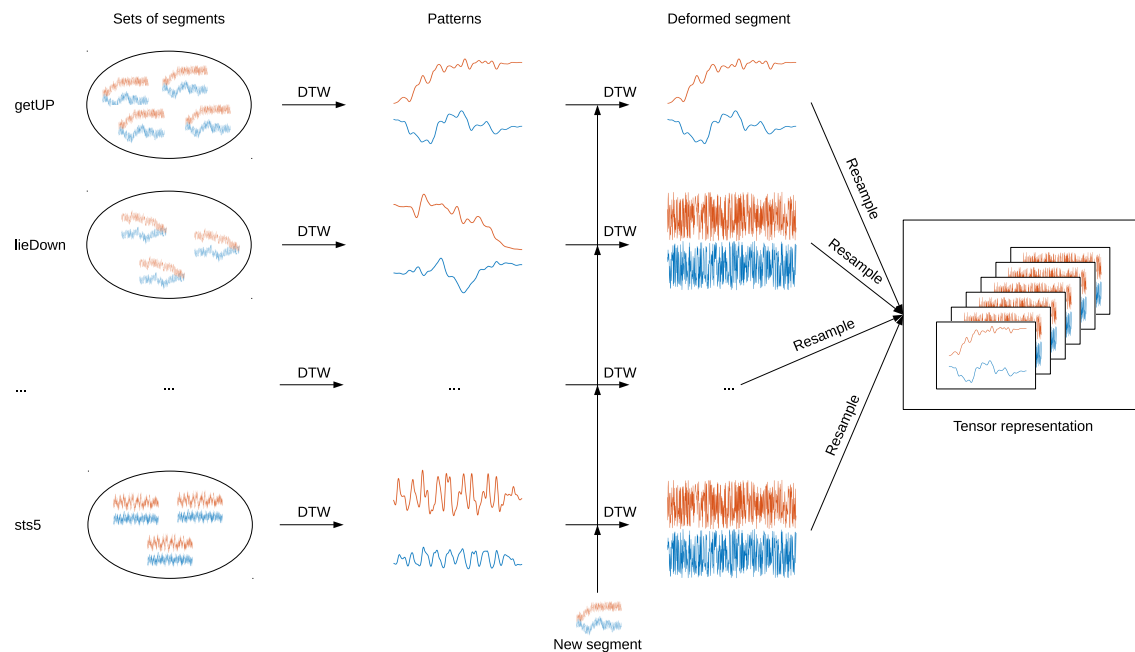 Sets of segments
Patterns
Deformed segment
getUP
DTW
DTW
Resample
lieDown
DTW
DTW
Resample
Resample
...
...
DTW
...
DTW
...
Resample
Tensor representation
sts5
DTW
DTW
New segment